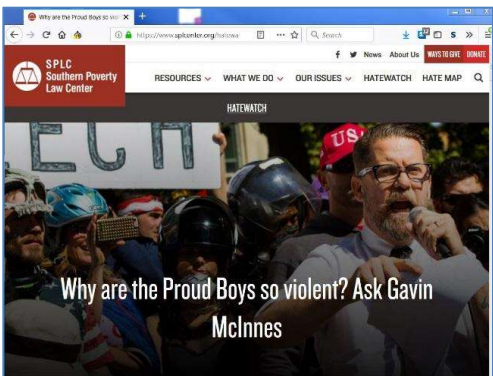 Why are the Proud Boys so viol
https://www.splcenter.org/hatewa
Search
SPLC
Southern Poverty
Law Center
News About Us WAYS TO GIVE DONATE
RESOURCES WHAT WE DO OUR ISSUES HATEWATCH HATE MAP
HATEWATCH
ECH
US
Why are the Proud Boys so violent? Ask Gavin
McInnes